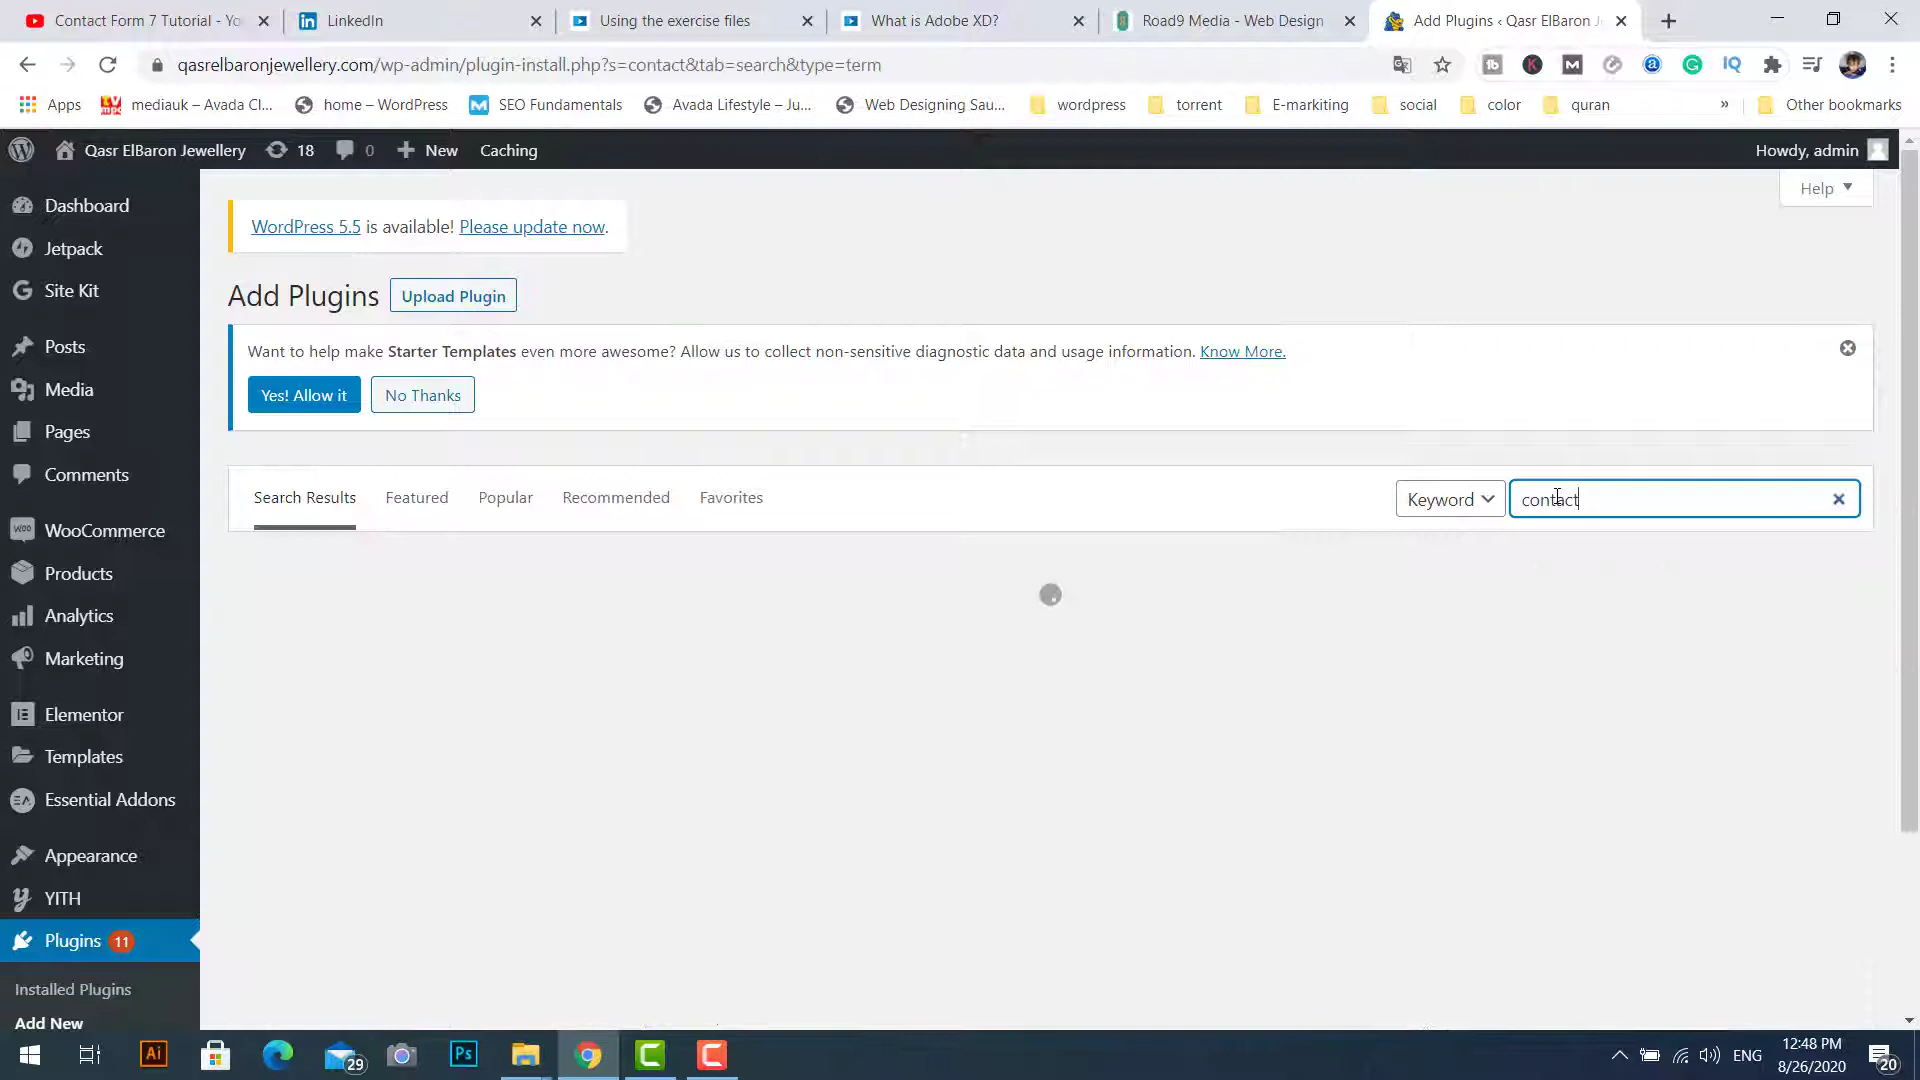 Contact Form 7 Tutorial - Yo
LinkedIn
Using the exercise files
What is Adobe XD?
Road9 Media - Web Design
Add Plugins ‹ Qasr ElBaron J
qasrelbaronjewellery.com/wp-admin/plugin-install.php?s=contact&tab=search&type=term
Apps
mediauk – Avada Cl...
home – WordPress
SEO Fundamentals
Avada Lifestyle – Ju...
Web Designing Sau...
wordpress
torrent
E-markiting
social
color
quran
»
Other bookmarks
Qasr ElBaron Jewellery
18
0
New
Caching
Howdy, admin
Help
Dashboard
Jetpack
Site Kit
Posts
Media
Pages
Comments
WooCommerce
Products
Analytics
Marketing
Elementor
Templates
Essential Addons
Appearance
YITH
Plugins 11
Installed Plugins
Add New
WordPress 5.5 is available! Please update now.
Add Plugins
Upload Plugin
Want to help make Starter Templates even more awesome? Allow us to collect non-sensitive diagnostic data and usage information. Know More.
Yes! Allow it
No Thanks
Search Results
Featured
Popular
Recommended
Favorites
Keyword
contact
Ai
29
Ps
ENG
12:48 PM
8/26/2020
20